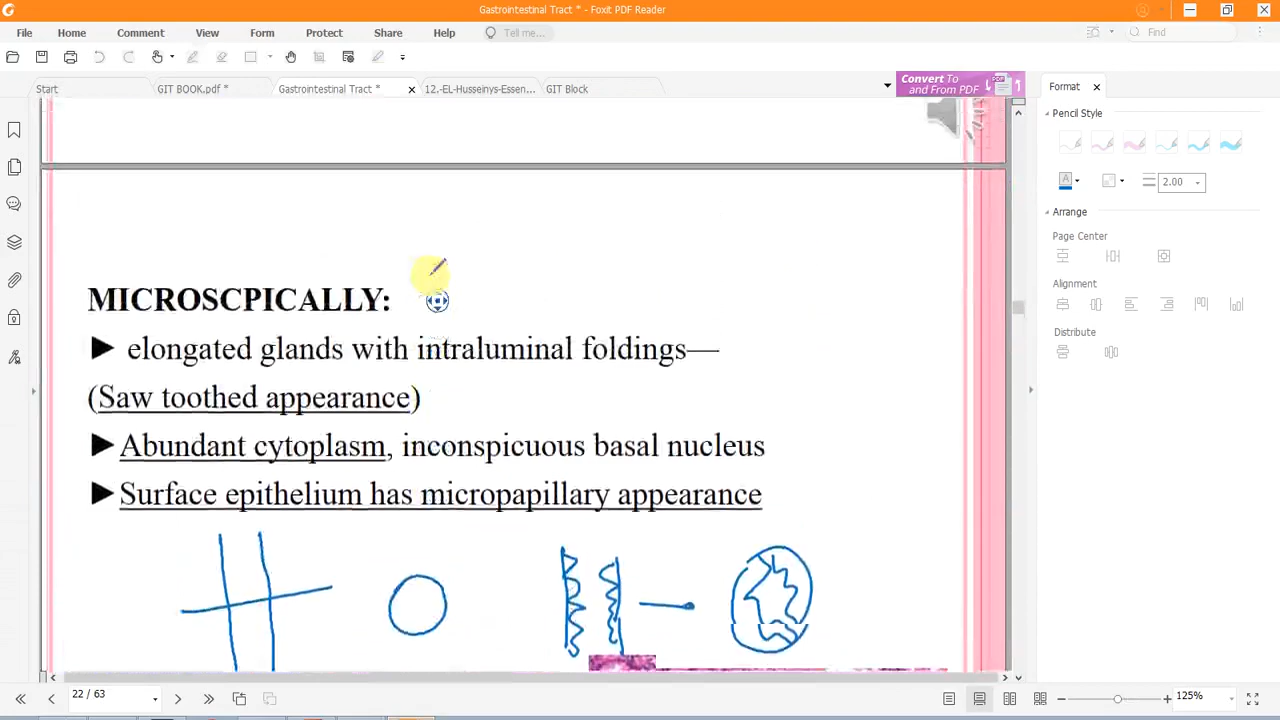 Gastrointestinal Tract * - Foxit PDF Reader
File Home Comment View Form Protect Share Help Tell me... Find
Start GIT BOOK.pdf * Gastrointestinal Tract * 12.-EL-Husseinys-Essen... GIT Block
Convert To
and From PDF
Format
Pencil Style
2.00
Arrange
Page Center
Alignment
Distribute
MICROSCPICALLY:
► elongated glands with intraluminal foldings—
(Saw toothed appearance)
►Abundant cytoplasm, inconspicuous basal nucleus
►Surface epithelium has micropapillary appearance
22 / 63
125%